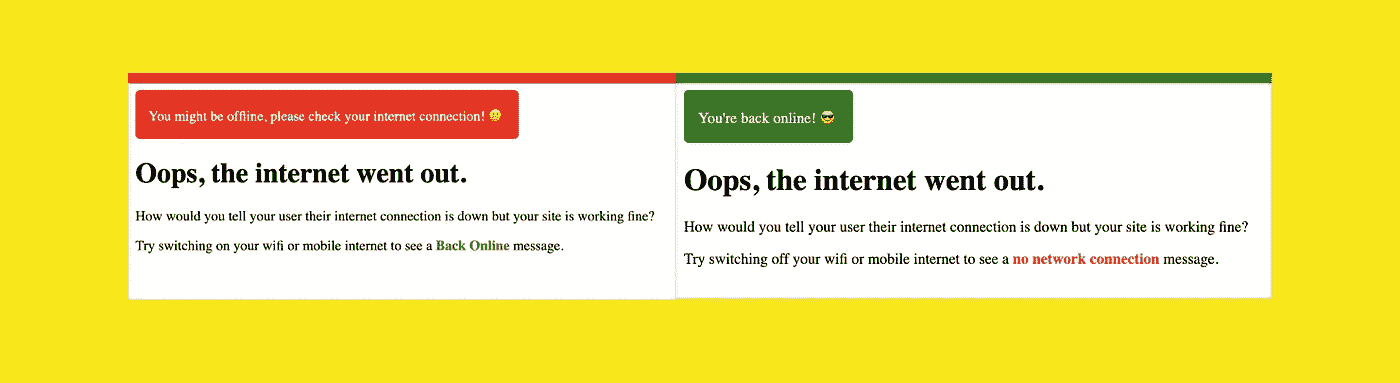 You might be offline, please check your internet connection! 🫠
Oops, the internet went out.
How would you tell your user their internet connection is down but your site is working fine?
Try switching on your wifi or mobile internet to see a Back Online message.
You're back online! 😎
Oops, the internet went out.
How would you tell your user their internet connection is down but your site is working fine?
Try switching off your wifi or mobile internet to see a no network connection message.